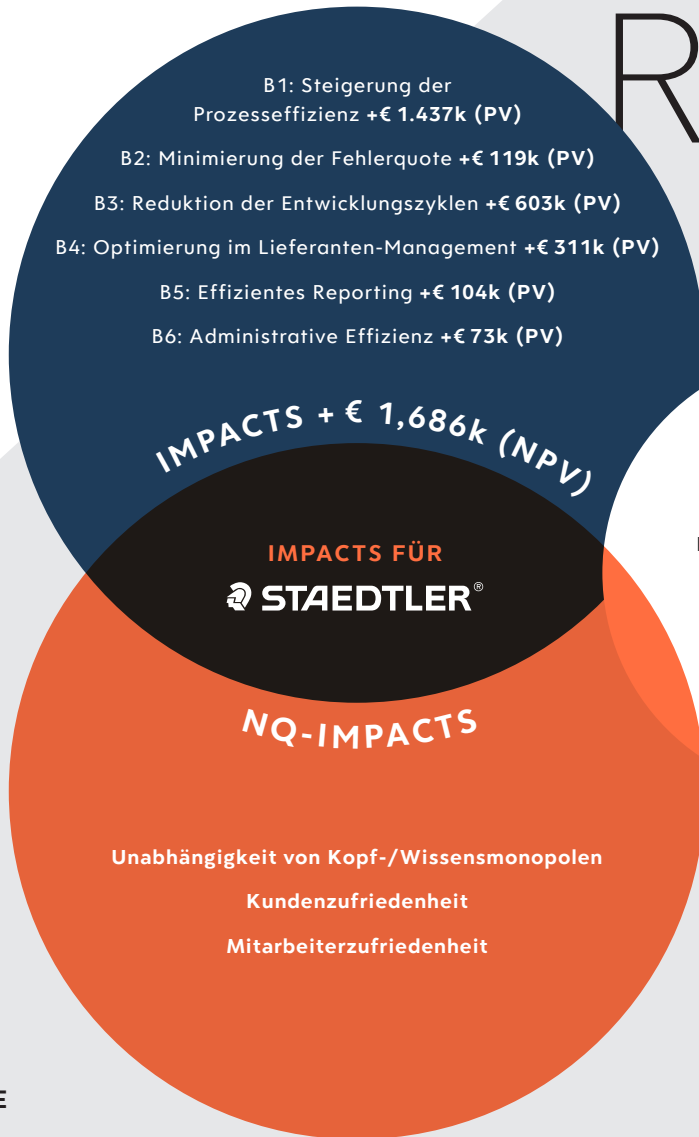 R
B1: Steigerung der
Prozesseffizienz +€ 1.437k (PV)
B2: Minimierung der Fehlerquote +€ 119k (PV)
B3: Reduktion der Entwicklungszyklen +€ 603k (PV)
B4: Optimierung im Lieferanten-Management +€ 311k (PV)
B5: Effizientes Reporting +€ 104k (PV)
B6: Administrative Effizienz +€ 73k (PV)
IMPACTS + € 1,686k (NPV)
IMPACTS FÜR
STAEDTLER®
NQ-IMPACTS
Unabhängigkeit von Kopf-/Wissensmonopolen
Kundenzufriedenheit
Mitarbeiterzufriedenheit
E